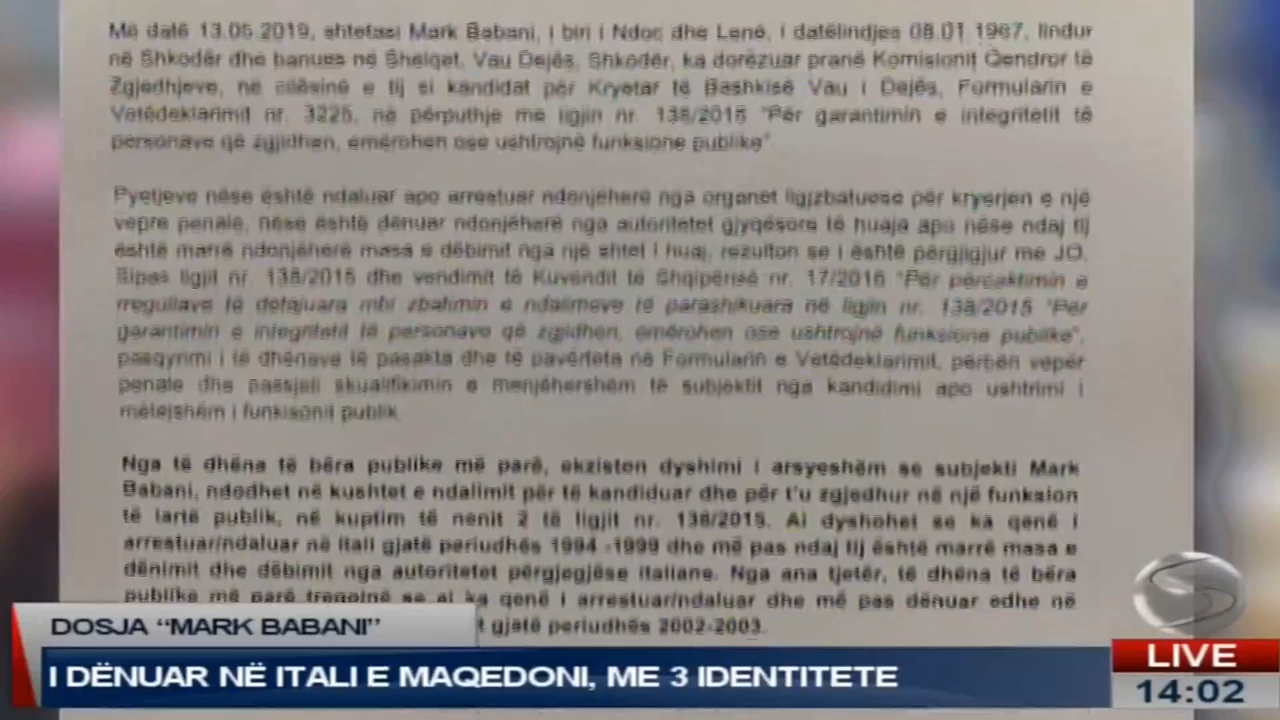 Më datë 13.05.2019, shtetasi Mark Babani, i biri i Ndoc dhe Lenë, i datëlindjes 08.01.1967, lindur
në Shkodër dhe banues në Shelqet, Vau Dejës, Shkodër, ka dorëzuar pranë Komisionit Qendror të
Zgjedhjeve, në cilësinë e tij si kandidat për Kryetar të Bashkisë Vau i Dejës, Formularin e
Vetëdeklarimit nr. 3225, në përputhje me ligjin nr. 138/2015 "Për garantimin e integritetit të
personave që zgjidhen, emërohen ose ushtrojnë funksione publike".
Pyetjeve nëse është ndaluar apo arrestuar ndonjëherë nga organet ligjzbatuese për kryerjen e një
vepre penale, nëse është dënuar ndonjëherë nga autoritetet gjyqësore të huaja apo nëse ndaj tij
është marrë ndonjëherë masa e dëbimit nga një shtet i huaj, rezulton se i është përgjigjur me JO.
Sipas ligjit nr. 138/2015 dhe vendimit të Kuvendit të Shqipërisë nr. 17/2016 "Për përcaktimin e
rregullave të detajuara mbi zbatimin e ndalimeve të parashikuara në ligjin nr. 138/2015 "Për
garantimin e integritetit të personave që zgjidhen, emërohen ose ushtrojnë funksione publike",
pasqyrimi i të dhënave të pasakta dhe të pavërteta në Formularin e Vetëdeklarimit, përbën vepër
penale dhe passjell skualifikimin e menjëhershëm të subjektit nga kandidimi apo ushtrimi i
mëtejshëm i funksionit publik.
Nga të dhëna të bëra publike më parë, ekziston dyshimi i arsyeshëm se subjekti Mark
Babani, ndodhet në kushtet e ndalimit për të kandiduar dhe për t'u zgjedhur në një funksion
të lartë publik, në kuptim të nenit 2 të ligjit nr. 138/2015. Ai dyshohet se ka qenë i
arrestuar/ndaluar në Itali gjatë periudhës 1994 -1999 dhe më pas ndaj tij është marrë masa e
dënimit dhe dëbimit nga autoritetet përgjegjëse italiane. Nga ana tjetër, të dhëna të bëra
publike më parë tregojnë se ai ka qenë i arrestuar/ndaluar dhe më pas dënuar edhe në
gjatë periudhës 2002-2003.
DOSJA "MARK BABANI"
I DËNUAR NË ITALI E MAQEDONI, ME 3 IDENTITETE
LIVE
14:02